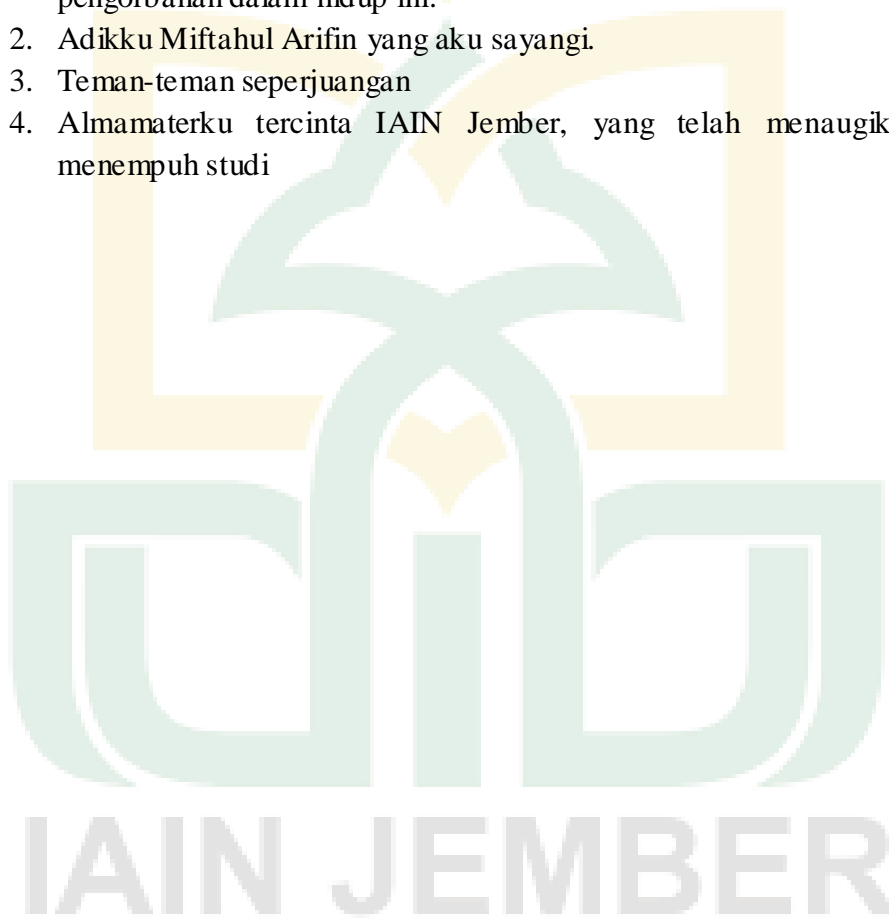 pengorbanan dalam hidup ini.
2. Adikku Miftahul Arifin yang aku sayangi.
3. Teman-teman seperjuangan
4. Almamaterku tercinta IAIN Jember, yang telah menaugik
menempuh studi
IAIN JEMBER